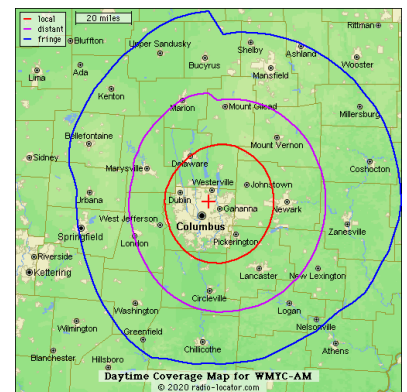 local
distant
fringe
20 miles
Rittman
Bluffton
Upper Sandusky
Shelby
Ashland
Wooster
Lima
Ada
Bucyrus
Mansfield
Kenton
Marion
Mount Gilead
Millersburg
Bellefontaine
Mount Vernon
Sidney
Marysville
Delaware
Coshocton
Urbana
Dublin
Westerville
Johnstown
West Jefferson
Gahanna
Newark
Columbus
Springfield
London
Pickerington
Zanesville
Riverside
Kettering
Lancaster
New Lexington
Circleville
Washington
Logan
Wilmington
Greenfield
Nelsonville
Blanchester
Hillsboro
Chillicothe
Athens
Daytime Coverage Map for WMYC-AM
© 2020 radio-locator.com